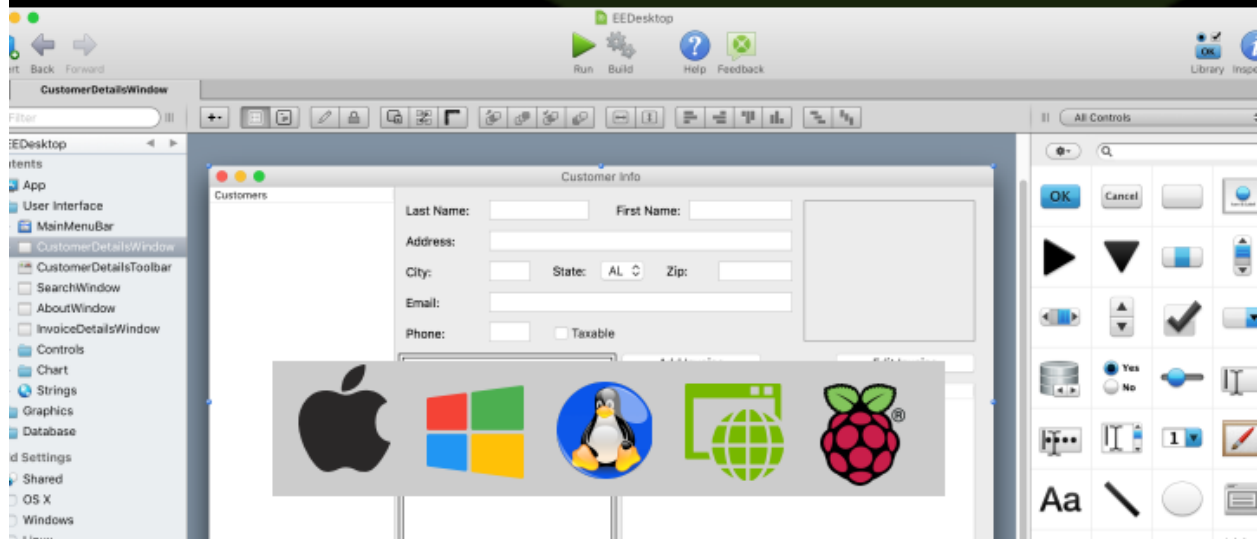 EEDesktop
Back Forward
Run Build Help Feedback
Library
CustomerDetailsWindow
Filter
All Controls
EEDesktop
App
User Interface
MainMenuBar
CustomerDetailsWindow
CustomerDetailsToolbar
SearchWindow
AboutWindow
InvoiceDetailsWindow
Controls
Chart
Strings
Graphics
Database
Settings
Shared
OS X
Windows
Customer Info
Customers
Last Name: First Name:
Address:
City: State: AL Zip:
Email:
Phone: Taxable
OK Cancel
Yes
No
1
Aa
®